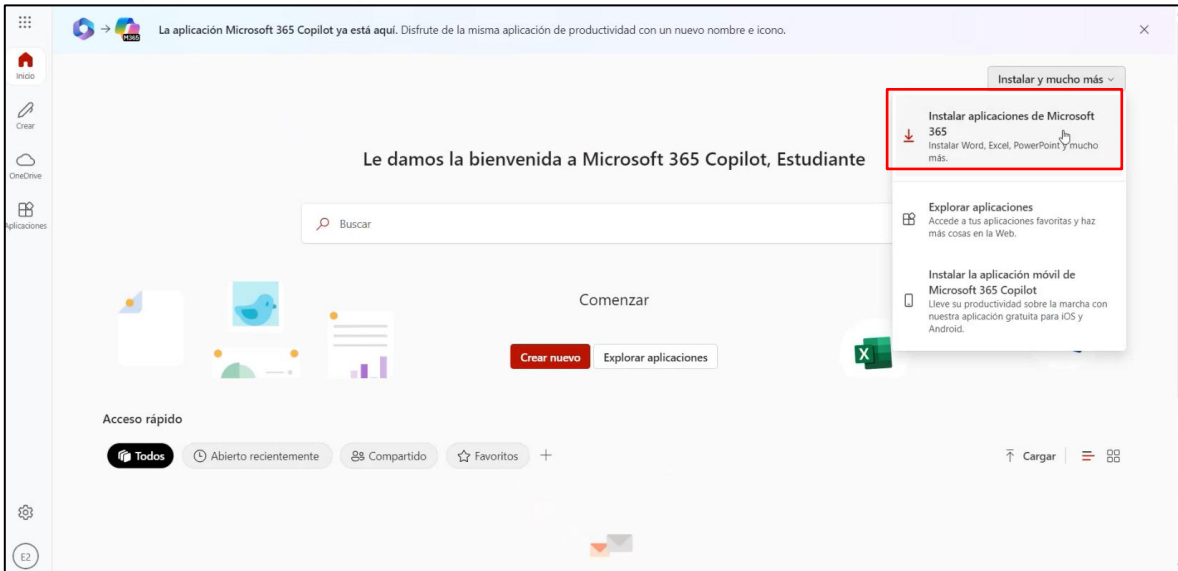 M365
La aplicación Microsoft 365 Copilot ya está aquí. Disfrute de la misma aplicación de productividad con un nuevo nombre e icono.
Inicio
Crear
OneDrive
Aplicaciones
Instalar y mucho más
Instalar aplicaciones de Microsoft
365
Instalar Word, Excel, PowerPoint y mucho
más.
Explorar aplicaciones
Accede a tus aplicaciones favoritas y haz
más cosas en la Web.
Instalar la aplicación móvil de
Microsoft 365 Copilot
Lleve su productividad sobre la marcha con
nuestra aplicación gratuita para iOS y
Android.
Le damos la bienvenida a Microsoft 365 Copilot, Estudiante
Buscar
Comenzar
Crear nuevo
Explorar aplicaciones
X
Acceso rápido
Todos
Abierto recientemente
Compartido
Favoritos
Cargar
E2